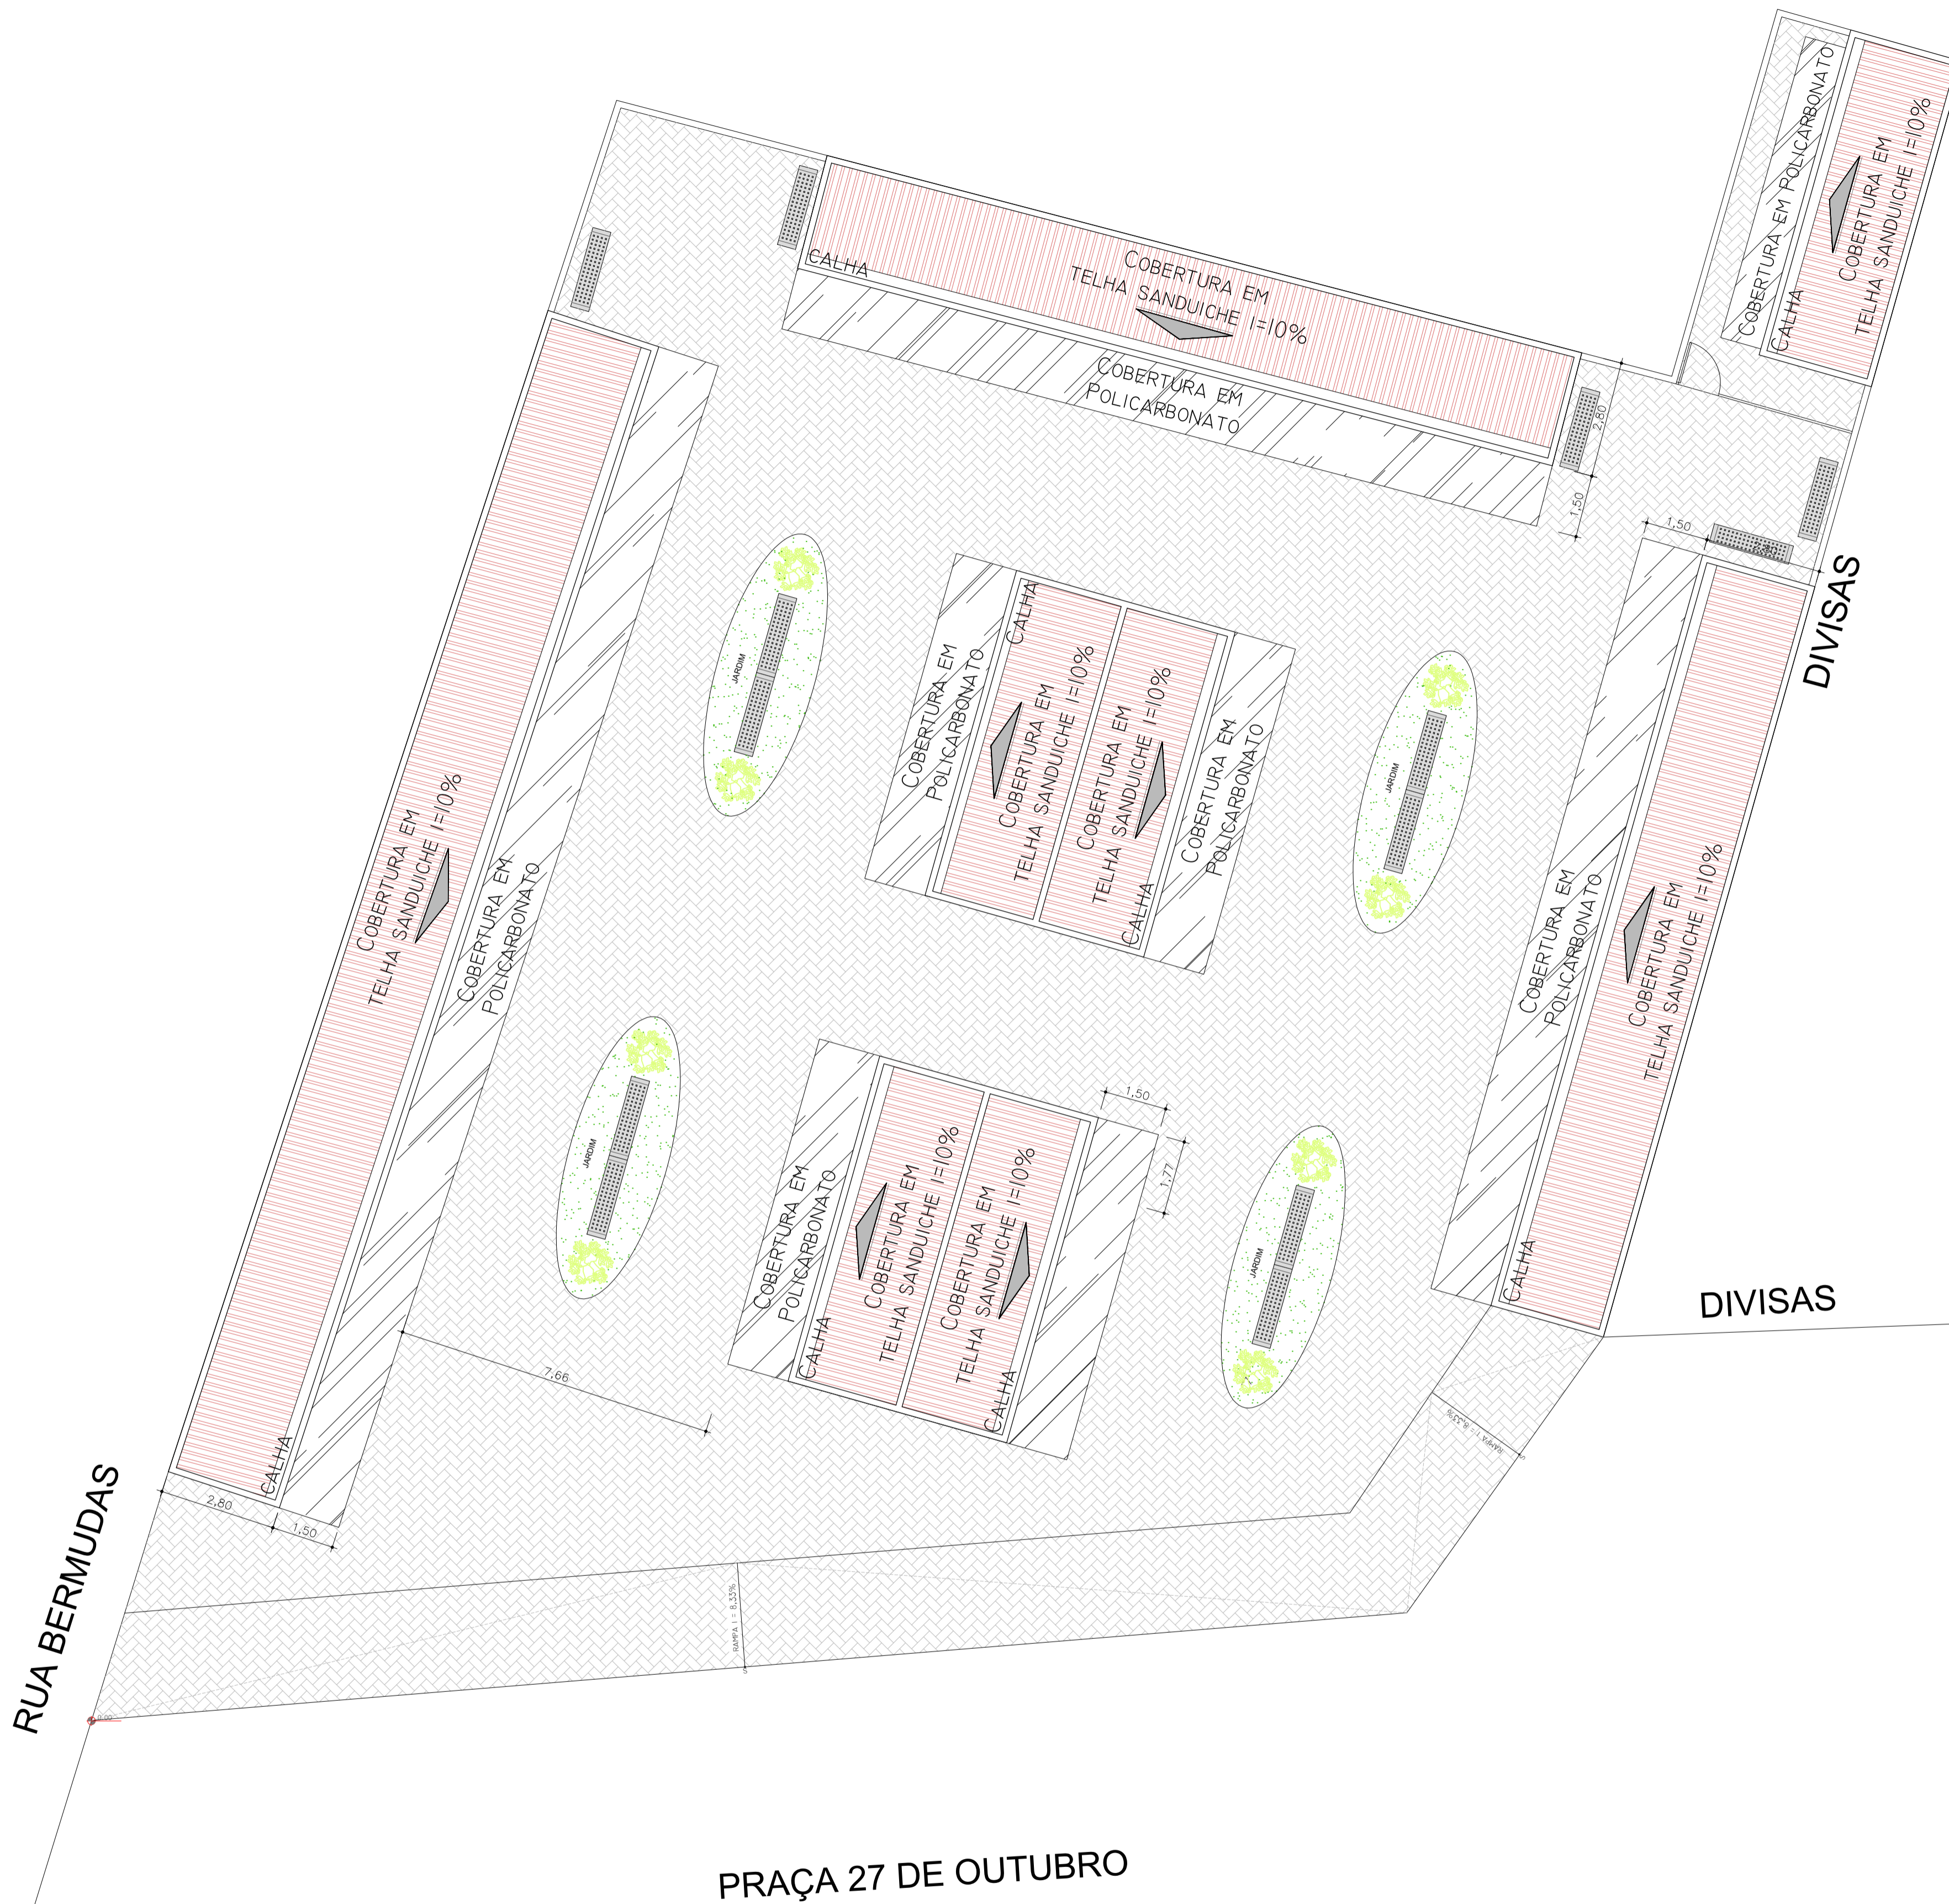 COBERTURA EM POLICARBONATO
CALHA
COBERTURA EM
TELHA SANDUICHE I=10%
CALHA
COBERTURA EM
TELHA SANDUICHE I=10%
COBERTURA EM
POLICARBONATO
2,80
1,50
1,50
DIVISAS
COBERTURA EM
TELHA SANDUICHE I=10%
COBERTURA EM
POLICARBONATO
CALHA
2,80
1,50
JARDIM
COBERTURA EM
POLICARBONATO
CALHA
COBERTURA EM
TELHA SANDUICHE I=10%
COBERTURA EM
TELHA SANDUICHE I=10%
CALHA
COBERTURA EM
POLICARBONATO
JARDIM
COBERTURA EM
POLICARBONATO
COBERTURA EM
TELHA SANDUICHE I=10%
CALHA
JARDIM
COBERTURA EM
POLICARBONATO
CALHA
COBERTURA EM
TELHA SANDUICHE I=10%
COBERTURA EM
TELHA SANDUICHE I=10%
CALHA
1,50
1,77
JARDIM
7,66
DIVISAS
RAMPA I = 8,33%
S
RAMPA I = 8,33%
S
0,00
RUA BERMUDAS
PRAÇA 27 DE OUTUBRO